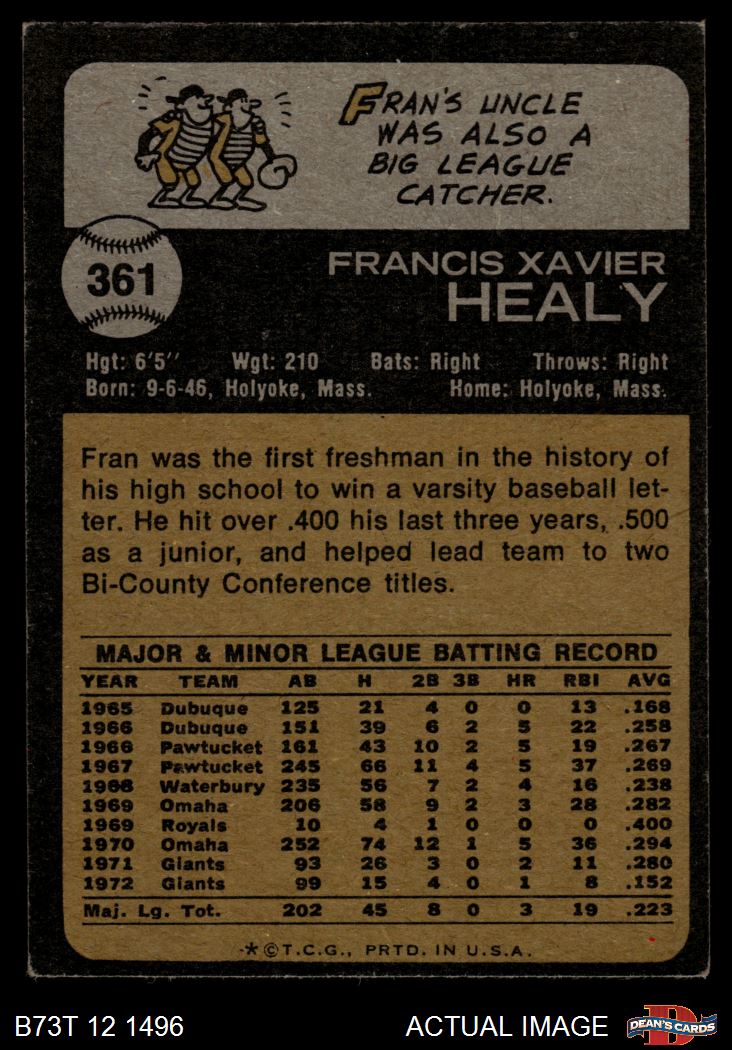 FRAN'S UNCLE
WAS ALSO A
BIG LEAGUE
CATCHER.
361
FRANCIS XAVIER
HEALY
Hgt: 6'5" Wgt: 210 Bats: Right Throws: Right
Born: 9-6-46, Holyoke, Mass. Home: Holyoke, Mass.
Fran was the first freshman in the history of
his high school to win a varsity baseball let-
ter. He hit over .400 his last three years, .500
as a junior, and helped lead team to two
Bi-County Conference titles.
MAJOR & MINOR LEAGUE BATTING RECORD
YEAR TEAM AB H 2B 3B HR RBI AVG
1965 Dubuque 125 21 4 0 0 13 .168
1966 Dubuque 151 39 6 2 5 22 .258
1966 Pawtucket 161 43 10 2 5 19 .267
1967 Pawtucket 245 66 11 4 5 37 .269
1968 Waterbury 235 56 7 2 4 16 .238
1969 Omaha 206 58 9 2 3 28 .282
1969 Royals 10 4 1 0 0 0 .400
1970 Omaha 252 74 12 1 5 36 .294
1971 Giants 93 26 3 0 2 11 .280
1972 Giants 99 15 4 0 1 8 .152
Maj. Lg. Tot. 202 45 8 0 3 19 .223
*©T.C.G., PRTD. IN U.S.A.
B73T 12 1496 ACTUAL IMAGE D DEAN'S CARDS